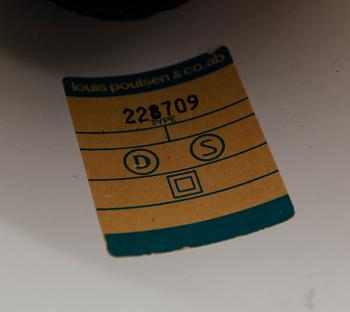 louis poulsen & co.ab
228709
TYPE
D S